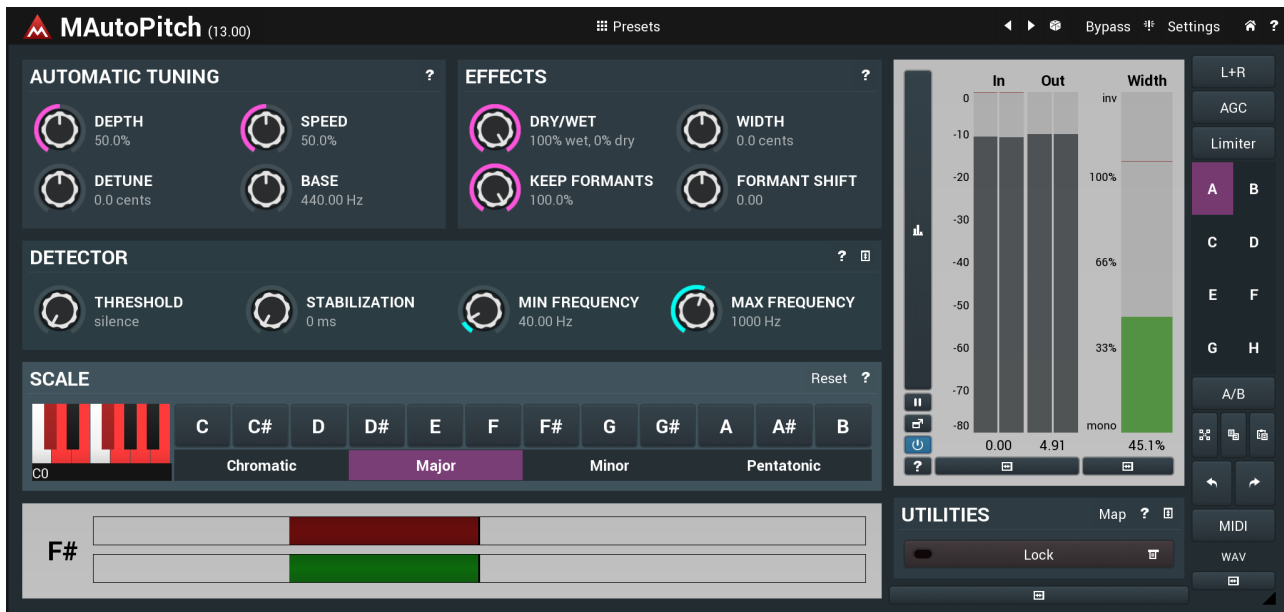 MAutoPitch (13.00)
Presets
Bypass Settings ?
AUTOMATIC TUNING ?
DEPTH
50.0%
SPEED
50.0%
DETUNE
0.0 cents
BASE
440.00 Hz
EFFECTS ?
DRY/WET
100% wet, 0% dry
WIDTH
0.0 cents
KEEP FORMANTS
100.0%
FORMANT SHIFT
0.00
DETECTOR ?
THRESHOLD
silence
STABILIZATION
0 ms
MIN FREQUENCY
40.00 Hz
MAX FREQUENCY
1000 Hz
SCALE Reset ?
C0
C C# D D# E F F# G G# A A# B
Chromatic Major Minor Pentatonic
F#
In Out Width
0 inv
-10
-20 100%
-30
-40 66%
-50
-60 33%
-70
-80 mono
0.00 4.91 45.1%
?
UTILITIES Map ?
Lock
L+R
AGC
Limiter
A B
C D
E F
G H
A/B
MIDI
WAV